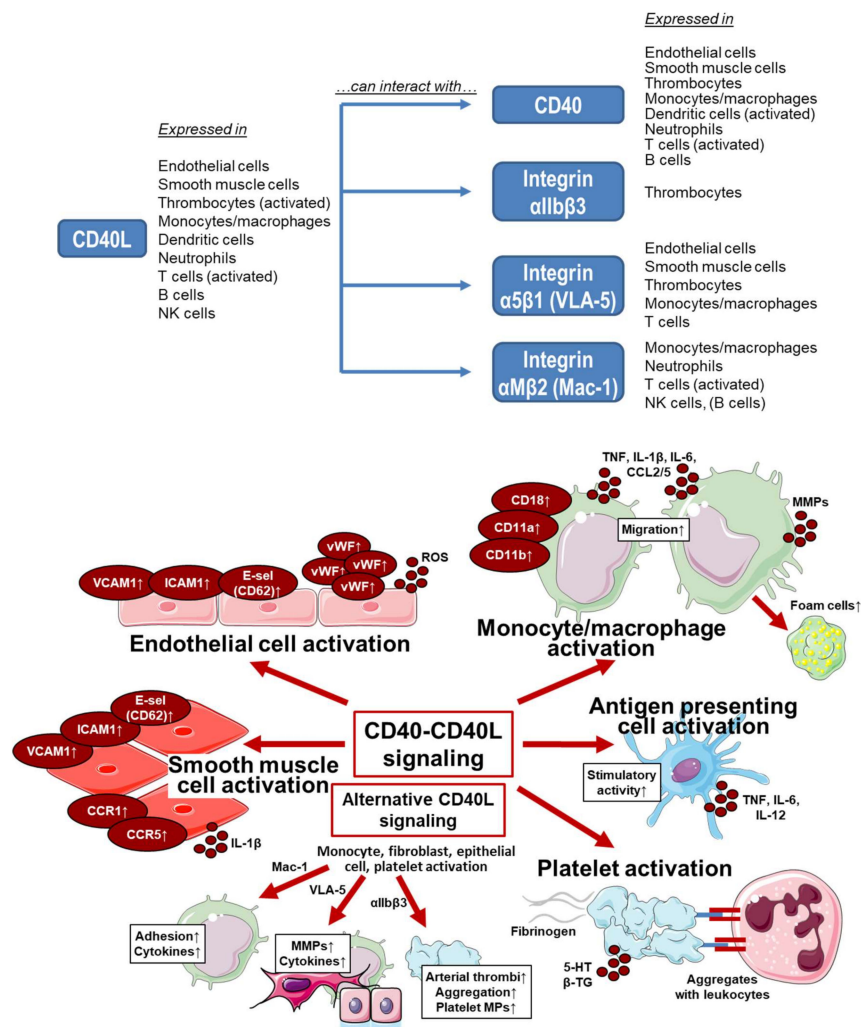 Expressed in
Endothelial cells
Smooth muscle cells
Thrombocytes
Monocytes/macrophages
Dendritic cells (activated)
Neutrophils
T cells (activated)
B cells
…can interact with…
CD40
Expressed in
Endothelial cells
Smooth muscle cells
Thrombocytes (activated)
Monocytes/macrophages
Dendritic cells
Neutrophils
T cells (activated)
B cells
NK cells
CD40L
Integrin
αIIbβ3
Thrombocytes
Integrin
α5β1 (VLA-5)
Endothelial cells
Smooth muscle cells
Thrombocytes
Monocytes/macrophages
T cells
Integrin
αMβ2 (Mac-1)
Monocytes/macrophages
Neutrophils
T cells (activated)
NK cells, (B cells)
TNF, IL-1β, IL-6,
CCL2/5
CD18↑
CD11a↑
CD11b↑
Migration↑
MMPs
Foam cells↑
Monocyte/macrophage
activation
vWF↑
vWF↑
vWF↑
vWF↑
ROS
VCAM1↑
ICAM1↑
E-sel
(CD62)↑
Endothelial cell activation
E-sel
(CD62)↑
ICAM1↑
VCAM1↑
Smooth muscle
cell activation
CCR1↑
CCR5↑
IL-1β
CD40-CD40L
signaling
Alternative CD40L
signaling
Antigen presenting
cell activation
Stimulatory
activity↑
TNF, IL-6,
IL-12
Monocyte, fibroblast, epithelial
cell, platelet activation
Mac-1
VLA-5
αIIbβ3
Adhesion↑
Cytokines↑
MMPs↑
Cytokines↑
Arterial thrombi↑
Aggregation↑
Platelet MPs↑
Platelet activation
Fibrinogen
5-HT
β-TG
Aggregates
with leukocytes